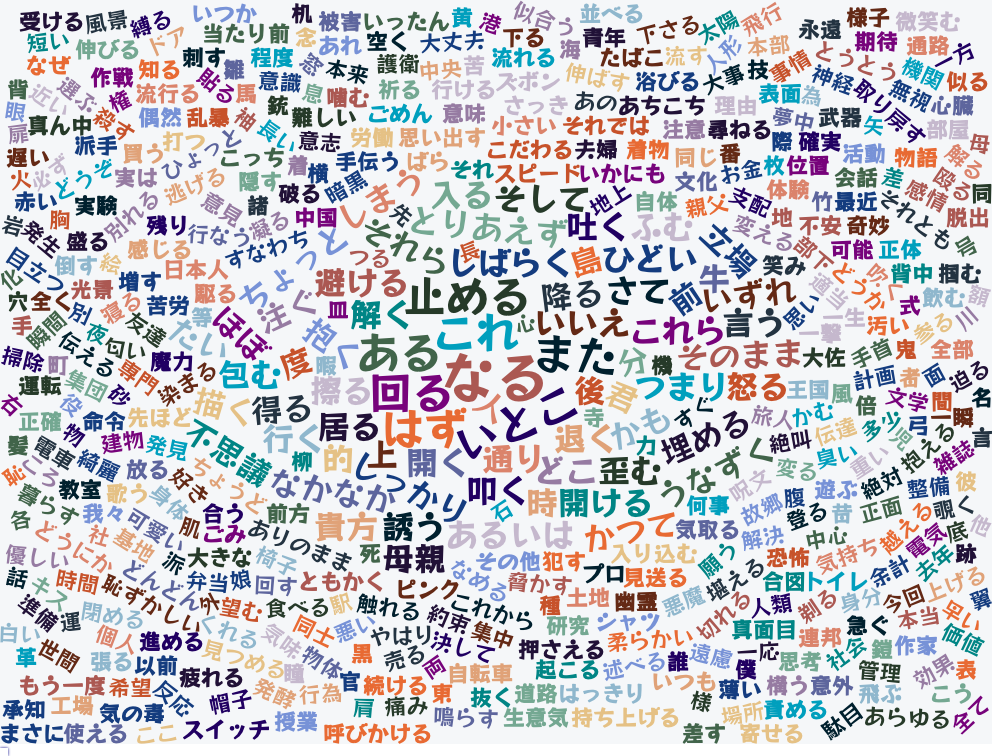 受ける 風景 縛る いつか 机 被害 いったん 黄 港 似合う 並べる 下さる 太陽 飛行 永遠 様子 微笑む
短い 伸びる ドア 当たり前 念 あれ 空く 大丈夫 下る 海 青年 人形 本部 とうとう 期待 通路 一方
なぜ 作戦 知る 刺す 程度 窓 本来 護衛 中央 苦 流れる たばこ 流す 事情 機関 似る
背 近い 選ぶ 権 流行る 貼る 雛 馬 意識 息 噛む 祈る 行ける ズボン 伸ばす 浴びる 大事 技 神経 無視
眼 殺す 偶然 乱暴 袖 銃 難しい ごめん 意味 さっき あの あちこち 理由 表面 為 取り戻す 心臓
扉 真ん中 派手 打つ 長い 意志 労働 思い出す 小さい それでは 注意 尋ねる 夢中 武器 矢 部屋 母
遅い 必ず 買う ひょっと こっち 着 横 手伝う ばら それ こだわる 夫婦 着物 同じ 番 際 確実 活動 物語 解る
火 どうぞ 実は 逃げる 隠す 破る 暗黒 スピード いかにも 文化 お金 枚 位置 会話 差 感情 殴る 同
赤い 実験 別れる 意見 諸 中国 しまう 先 入る そして 地上 自体 親父 支配 体験 竹 最近 それとも 脱出
岩 胸 残り 行なう 凝る とりあえず 吐く ふむ 変える 地 不安 奇妙 局
発生 盛る 感じる すなわち ちょっと つる それら 長 しばらく 島 ひどい 立場 笑み 部下 可能 正体
目立つ 倒す 絵 日本人 避ける 止める 降る さて 前 牛 いずれ 適当 どうか 吹く 背中 掴む
化 光景 増す 駆る 注ぐ 皿 解く これ 心 いいえ これら 言う 思い 一生 式 飲む 額
穴 全く 別 寝る 苦労 等 ほぼ 抱く ある また 分 機 そのまま 一撃 汚い 参る 川
手 瞬間 夜 友達 たい 暇 大佐 手首 鬼 全部
掃除 町 伝える 匂い 魔力 包む 度 擦る 回る なる 後 君 つまり 怒る 王国 風 計画 者 面 迫る
運転 集団 砂 専門 染まる 描く 得る 居る はず イ いとこ 寺 かも すぐ 旅人 かむ 倍 文学 間 一瞬 名
右 正確 役 命令 先ほど 不思議 行く 退く 力 埋める 絶叫 伝達 多少 弓 河 抱える 言
髪 電車 物 建物 発見 柳 的 上 開く 通り どこ 歪む うなずく 呪文 変る 臭い 重い 雑誌
恥 ころ 綺麗 放る 好き ちょうど なかなか しっかり 叩く 時 開ける 何事 故郷 腹 遊ぶ 絶対 整備 彼
暮らす 教室 歌う 身体 合う 前方 石 登る 昔 正面 越える 覗く
各 我々 可愛い 肌 ごみ ありのまま 貴方 誘う あるいは かつて 気取る 解決 中心 電気 底 他
優しい どうにか 社 基地 派 大きな 椅子 死 母親 その他 犯す 入り込む 願う 恐怖 気持ち 去年 跡
話 キス 時間 恥ずかしい どんどん 弁当 娘 回す ともかく なめる 脅かす プロ 見送る 堪える 合図 トイレ 余計 上げる
準備 運 閉める 外 望む 食べる 駅 触れる ピンク これから 種 土地 幽霊 悪魔 切れる 人類 剃る 身分 今回 翼
白い 個人 進める くれる 気味 同士 悪い やはり 約束 集中 研究 シャツ 柔らかい 真面目 連邦 急ぐ 本当 早い
革 世間 張る 以前 見つめる 物体 黒 売る 決して 押さえる 述べる 誰 遠慮 一応 思考 社会 鎧 作家 価値
もう一度 希望 反応 疲れる 瞳 官 続ける 両 自転車 起こる いつも 僕 構う 意外 管理 効果 表
承知 工場 気の毒 帽子 発酵 行為 肩 痛み 東 抜く 道路 はっきり 様 薄い 責める 飛ぶ こう
まさに 使える ここ スイッチ 授業 呼びかける 鳴らす 生意気 持ち上げる 差す 場所 寄せる 駄目 あらゆる 全て